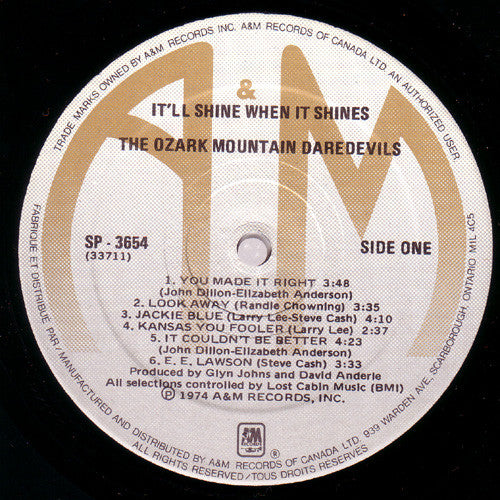 TRADE MARKS OWNED BY A&M RECORDS INC. A&M RECORDS OF CANADA LTD. AN AUTHORIZED USER
&
IT'LL SHINE WHEN IT SHINES
THE OZARK MOUNTAIN DAREDEVILS
SP - 3654
(33711)
SIDE ONE
1. YOU MADE IT RIGHT 3:48
(John Dillon-Elizabeth Anderson)
2. LOOK AWAY (Randle Chowning) 3:35
3. JACKIE BLUE (Larry Lee-Steve Cash) 4:10
4. KANSAS YOU FOOLER (Larry Lee) 2:37
5. IT COULDN'T BE BETTER 4:23
(John Dillon-Elizabeth Anderson)
6. E. E. LAWSON (Steve Cash) 3:33
Produced by Glyn Johns and David Anderle
All selections controlled by Lost Cabin Music (BMI)
Ⓟ 1974 A&M RECORDS, INC.
A&M RECORDS ®
FABRIQUE ET DISTRIBUE PAR/MANUFACTURED AND DISTRIBUTED BY A&M RECORDS OF CANADA LTD. 939 WARDEN AVE, SCARBOROUGH ONTARIO M1L 4C5
ALL RIGHTS RESERVED/TOUS DROITS RESERVES